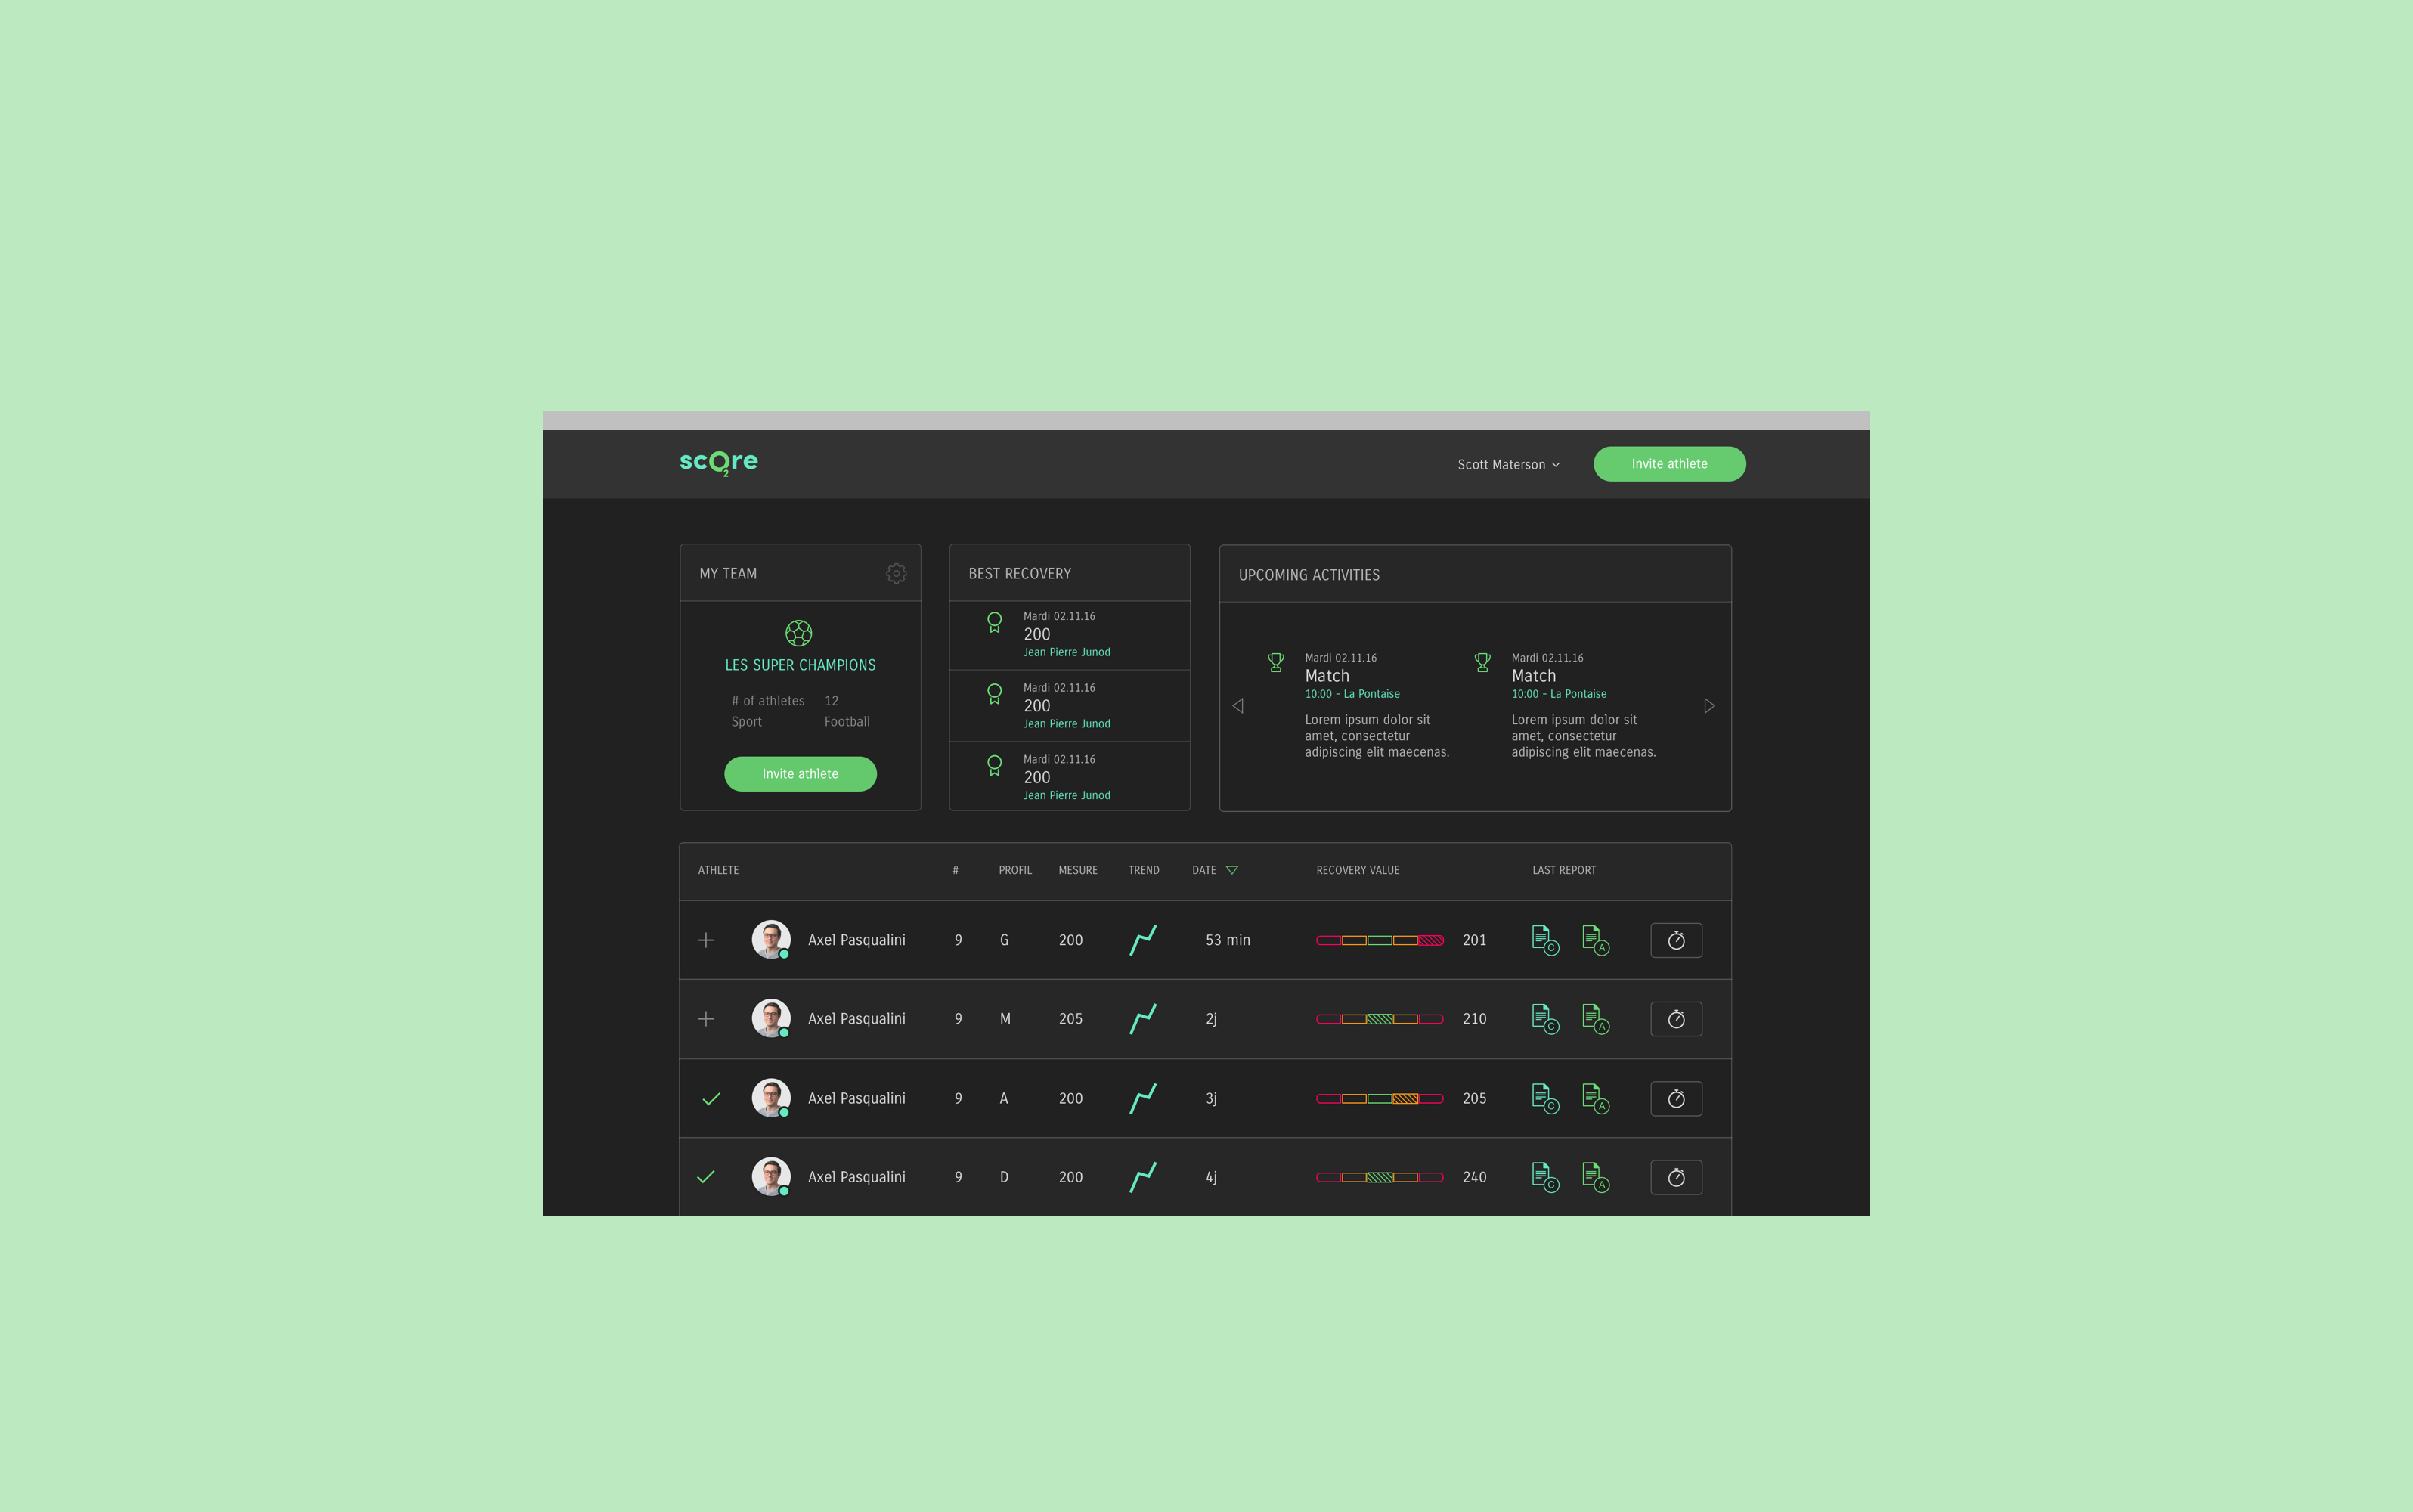 scO2re
Scott Materson
Invite athlete
MY TEAM
LES SUPER CHAMPIONS
# of athletes 12
Sport Football
Invite athlete
BEST RECOVERY
Mardi 02.11.16
200
Jean Pierre Junod
Mardi 02.11.16
200
Jean Pierre Junod
Mardi 02.11.16
200
Jean Pierre Junod
UPCOMING ACTIVITIES
Mardi 02.11.16
Match
10:00 - La Pontaise
Lorem ipsum dolor sit
amet, consectetur
adipiscing elit maecenas.
Mardi 02.11.16
Match
10:00 - La Pontaise
Lorem ipsum dolor sit
amet, consectetur
adipiscing elit maecenas.
ATHLETE # PROFIL MESURE TREND DATE RECOVERY VALUE LAST REPORT
Axel Pasqualini 9 G 200 53 min 201 C A
Axel Pasqualini 9 M 205 2j 210 C A
Axel Pasqualini 9 A 200 3j 205 C A
Axel Pasqualini 9 D 200 4j 240 C A